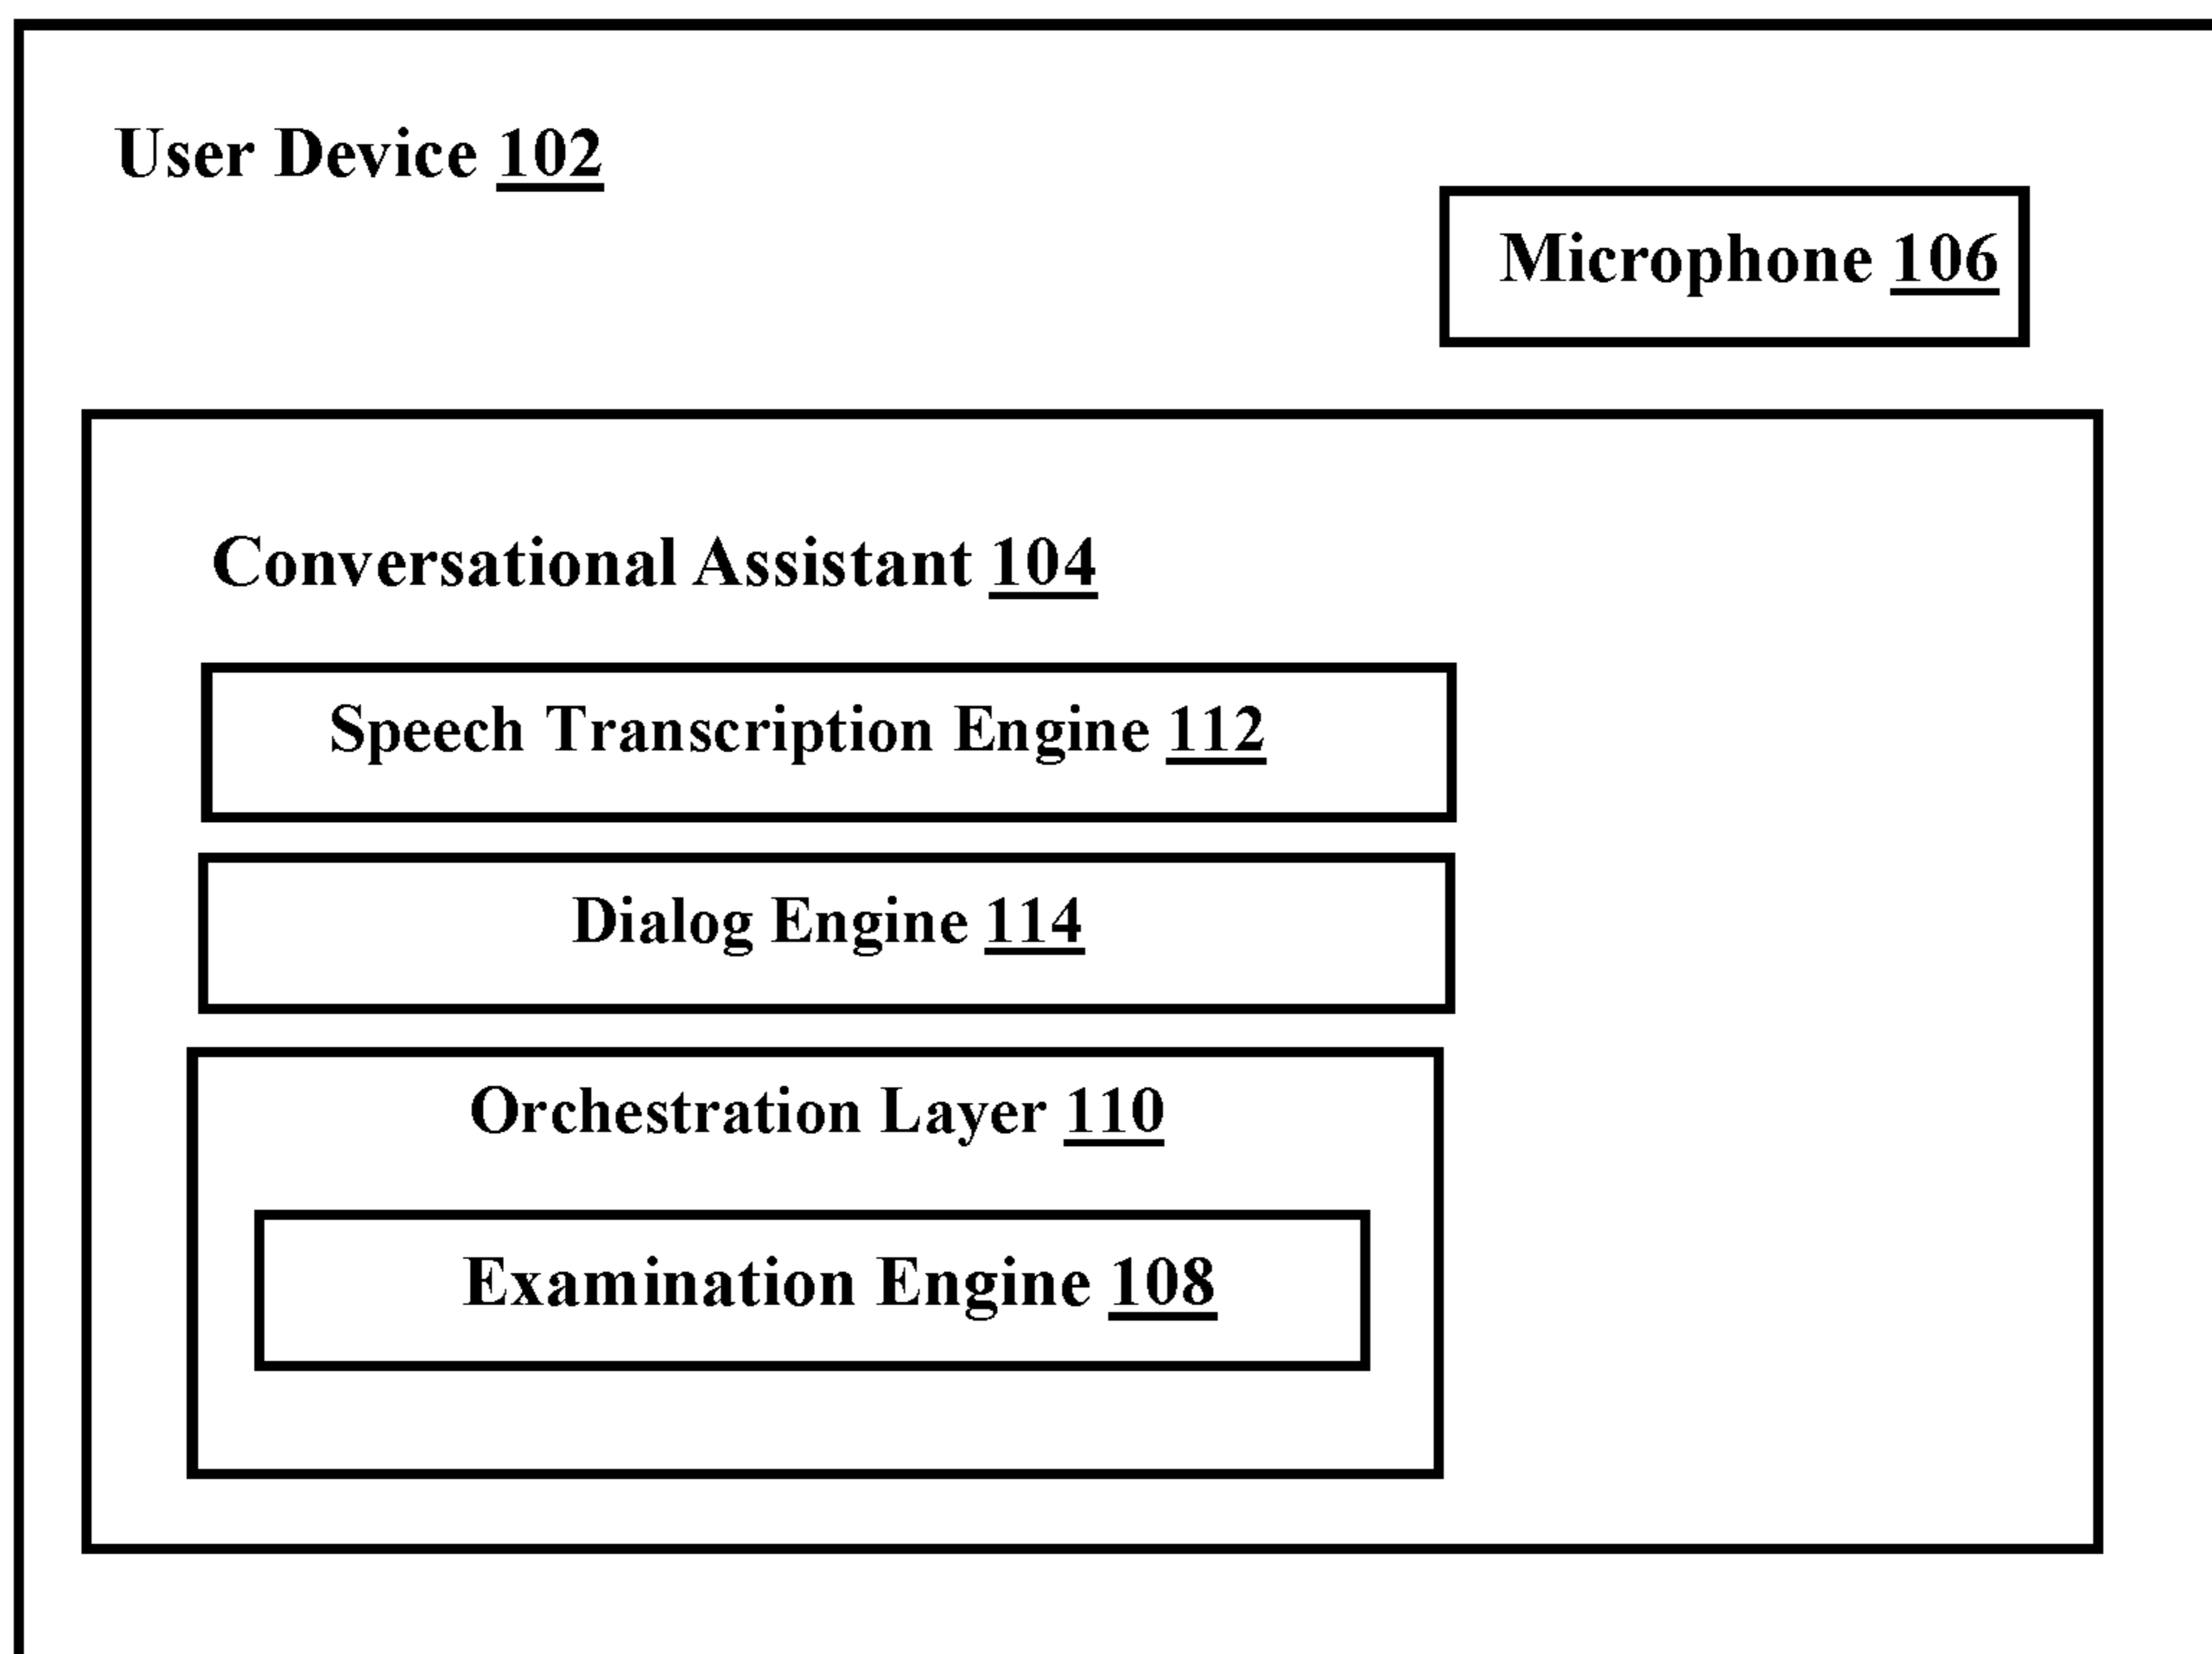 User Device 102
Microphone 106
Conversational Assistant 104
Speech Transcription Engine 112
Dialog Engine 114
Orchestration Layer 110
Examination Engine 108